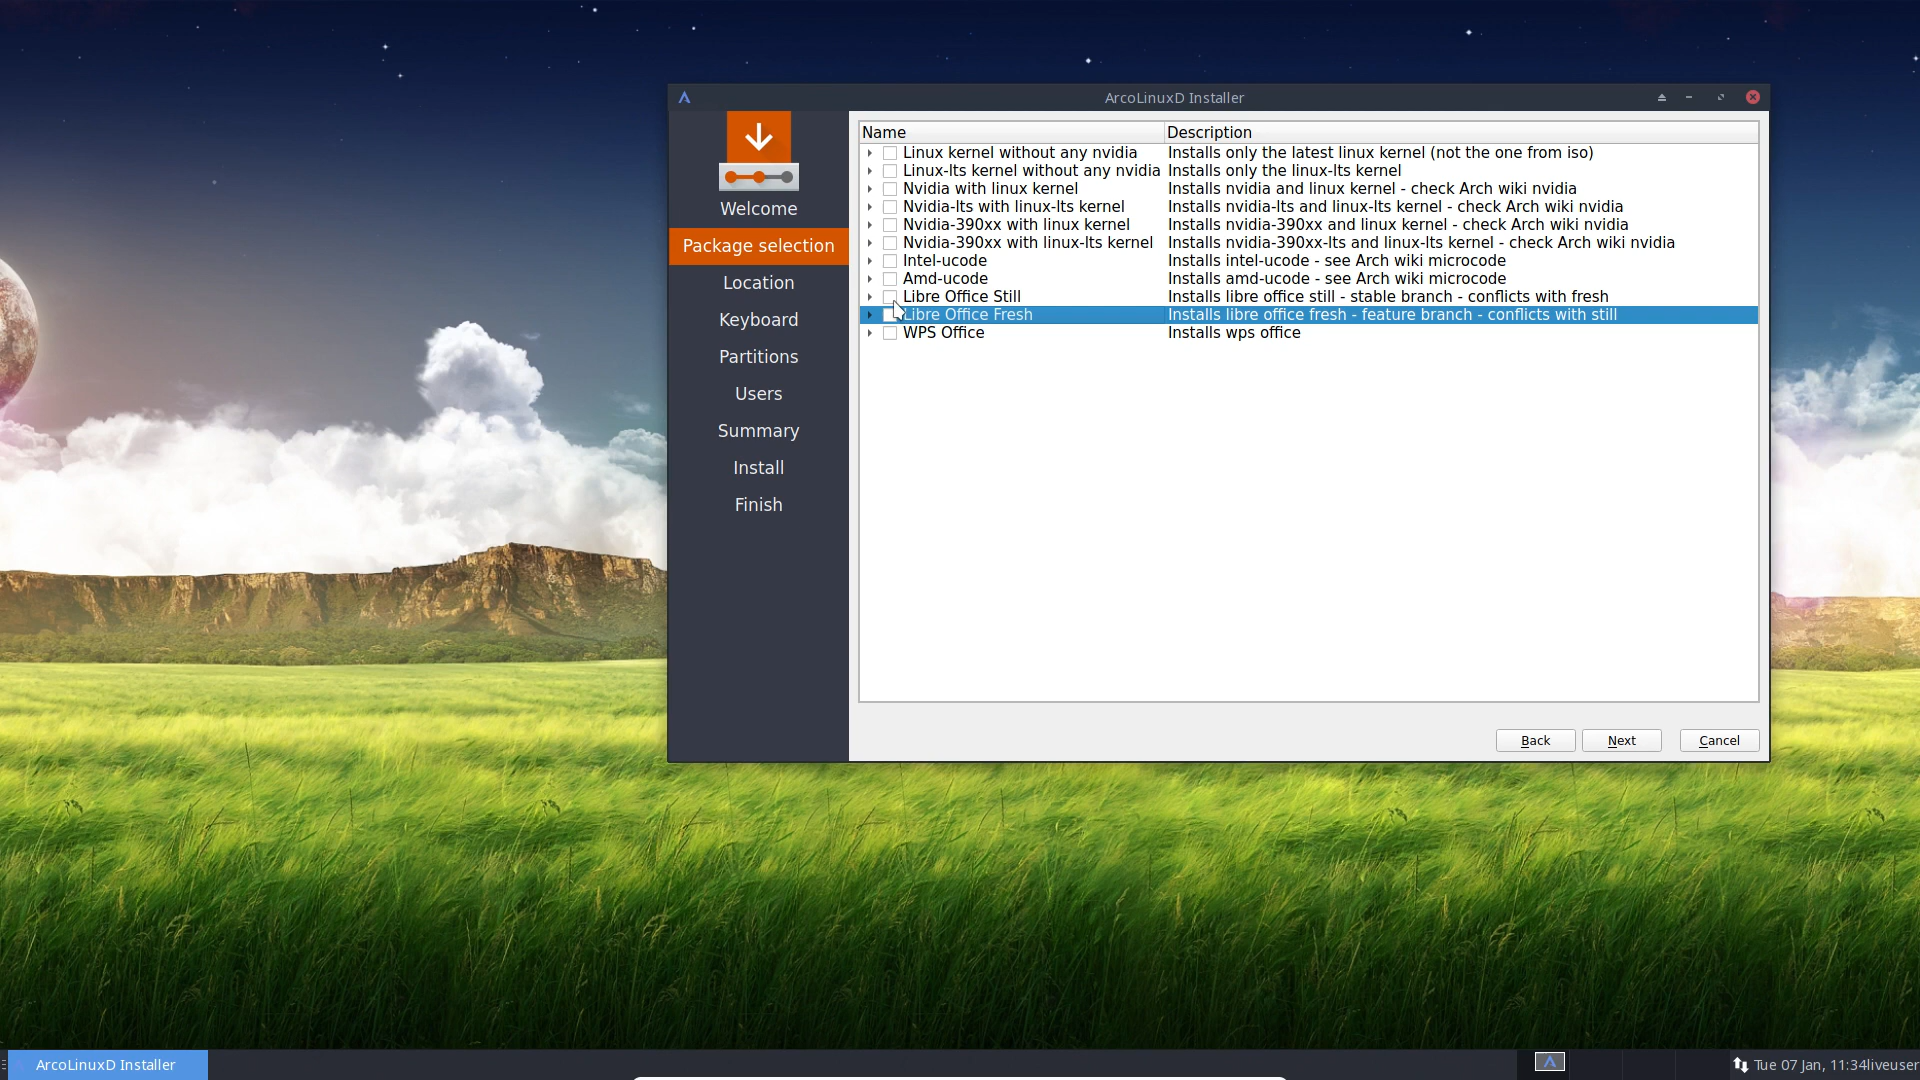 ArcoLinuxD Installer
Welcome
Package selection
Location
Keyboard
Partitions
Users
Summary
Install
Finish
Name Description
Linux kernel without any nvidia Installs only the latest linux kernel (not the one from iso)
Linux-lts kernel without any nvidia Installs only the linux-lts kernel
Nvidia with linux kernel Installs nvidia and linux kernel - check Arch wiki nvidia
Nvidia-lts with linux-lts kernel Installs nvidia-lts and linux-lts kernel - check Arch wiki nvidia
Nvidia-390xx with linux kernel Installs nvidia-390xx and linux kernel - check Arch wiki nvidia
Nvidia-390xx with linux-lts kernel Installs nvidia-390xx-lts and linux-lts kernel - check Arch wiki nvidia
Intel-ucode Installs intel-ucode - see Arch wiki microcode
Amd-ucode Installs amd-ucode - see Arch wiki microcode
Libre Office Still Installs libre office still - stable branch - conflicts with fresh
Libre Office Fresh Installs libre office fresh - feature branch - conflicts with still
WPS Office Installs wps office
Back Next Cancel
ArcoLinuxD Installer Tue 07 Jan, 11:34liveuser